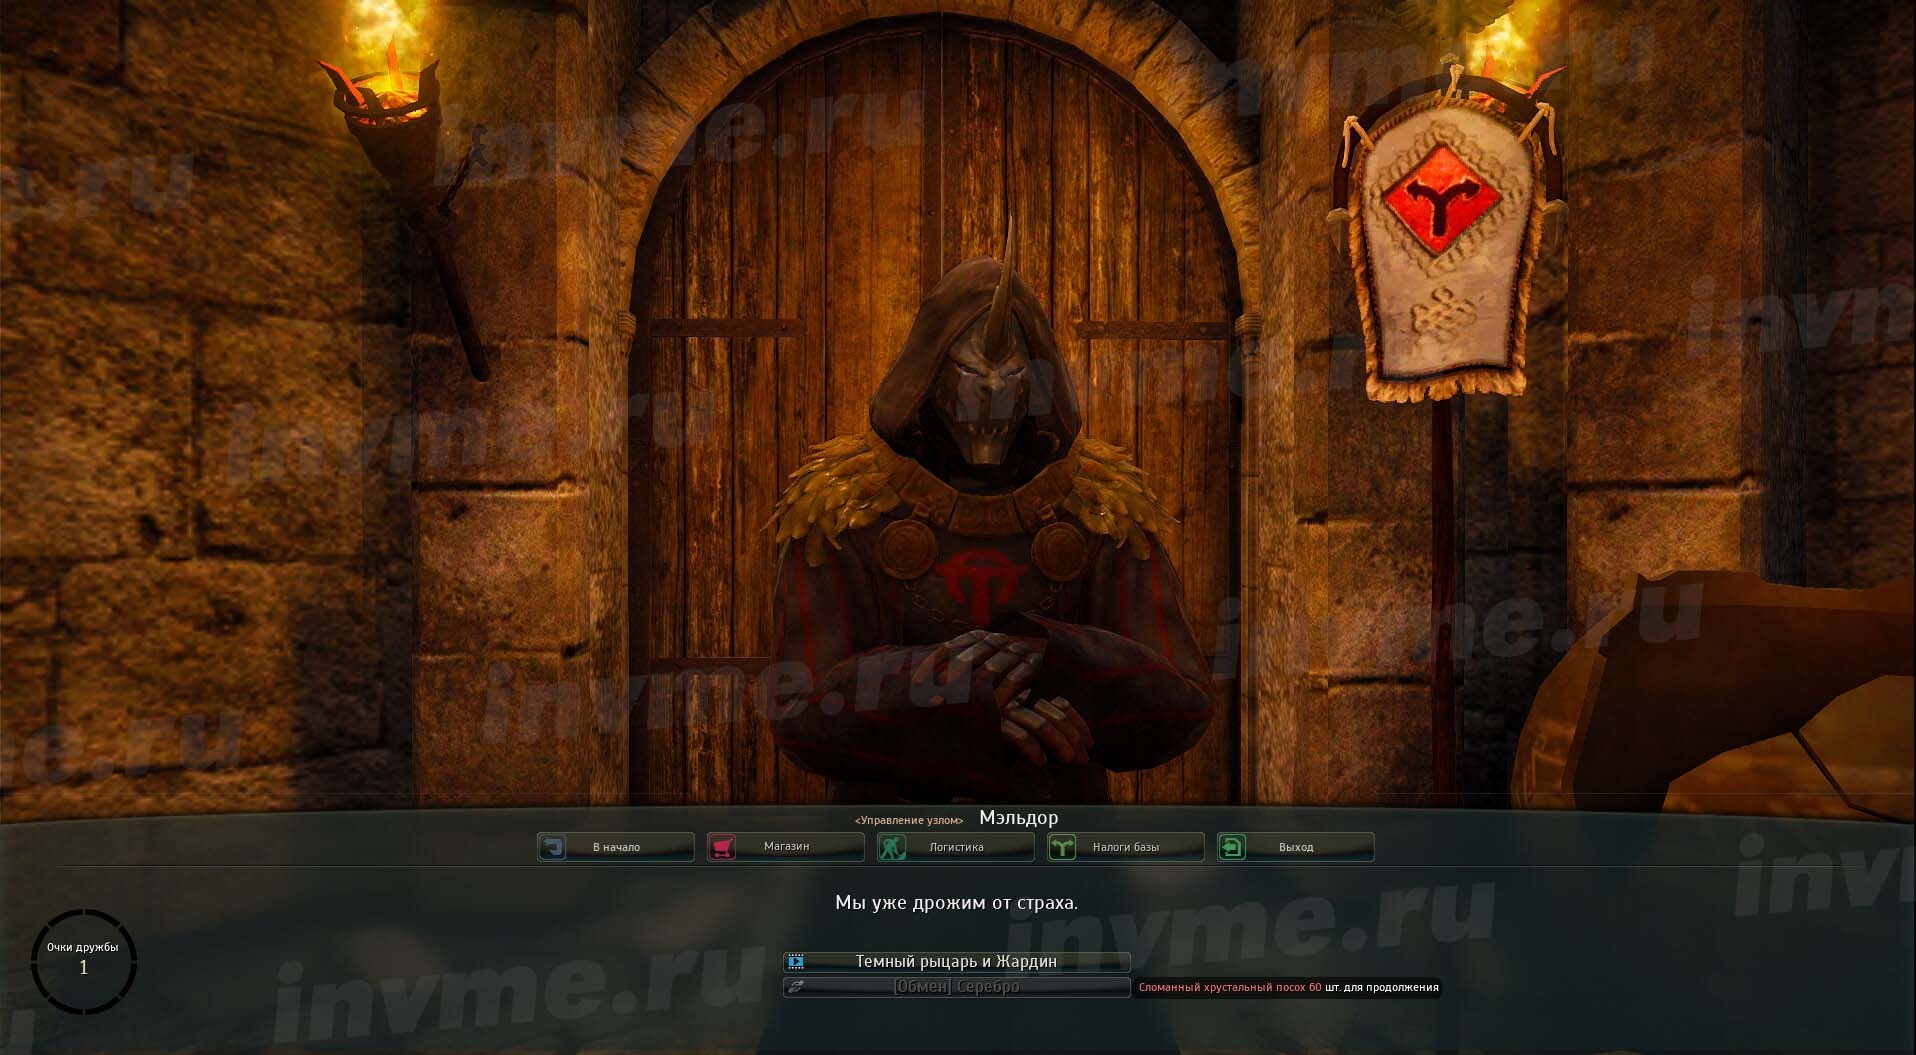 <Управление узлом> Мэльдор
В начало
Магазин
Логистика
Налоги базы
Выход
Мы уже дрожим от страха.
Очки дружбы
1
Темный рыцарь и Жардин
[Обмен] Серебро
Сломанный хрустальный посох 60 шт. для продолжения
invme.ru